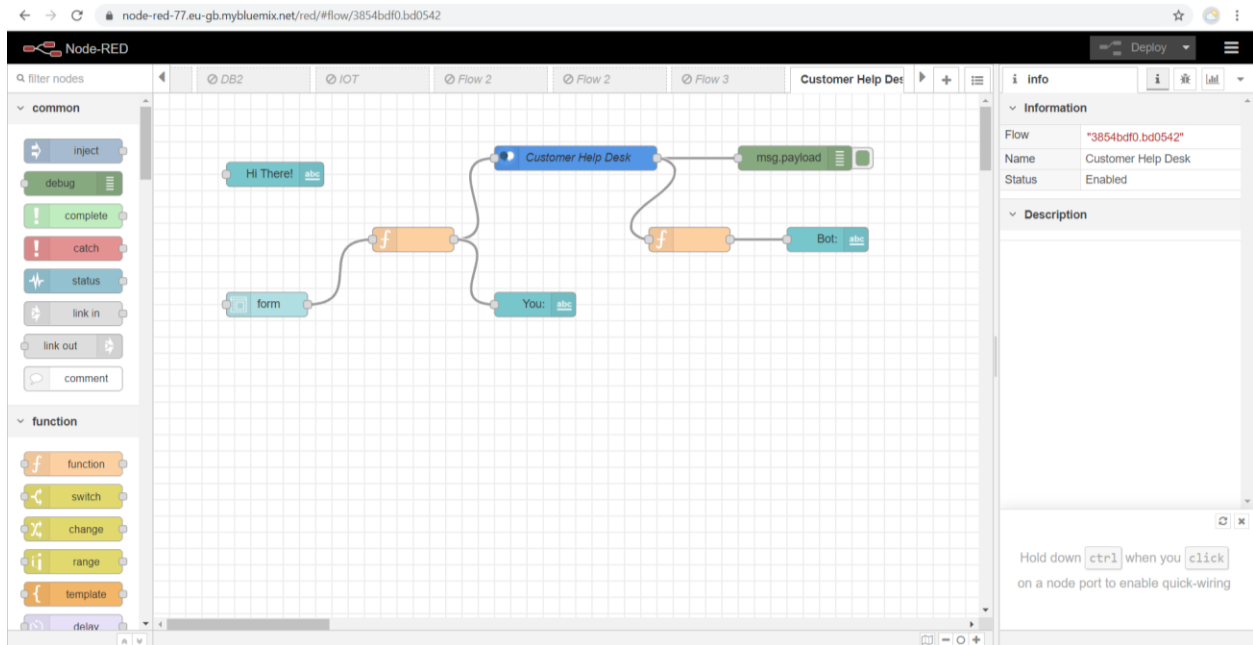 node-red-77.eu-gb.mybluemix.net/red/#flow/3854bdf0.bd0542
Node-RED
Deploy
filter nodes
DB2
IOT
Flow 2
Flow 2
Flow 3
Customer Help Des
i info
i
common
inject
debug
complete
catch
status
link in
link out
comment
function
function
switch
change
range
template
delay
Hi There! abc
Customer Help Desk
msg.payload
f
f
Bot: abc
form
You: abc
Information
Flow "3854bdf0.bd0542"
Name Customer Help Desk
Status Enabled
Description
Hold down ctrl when you click
on a node port to enable quick-wiring